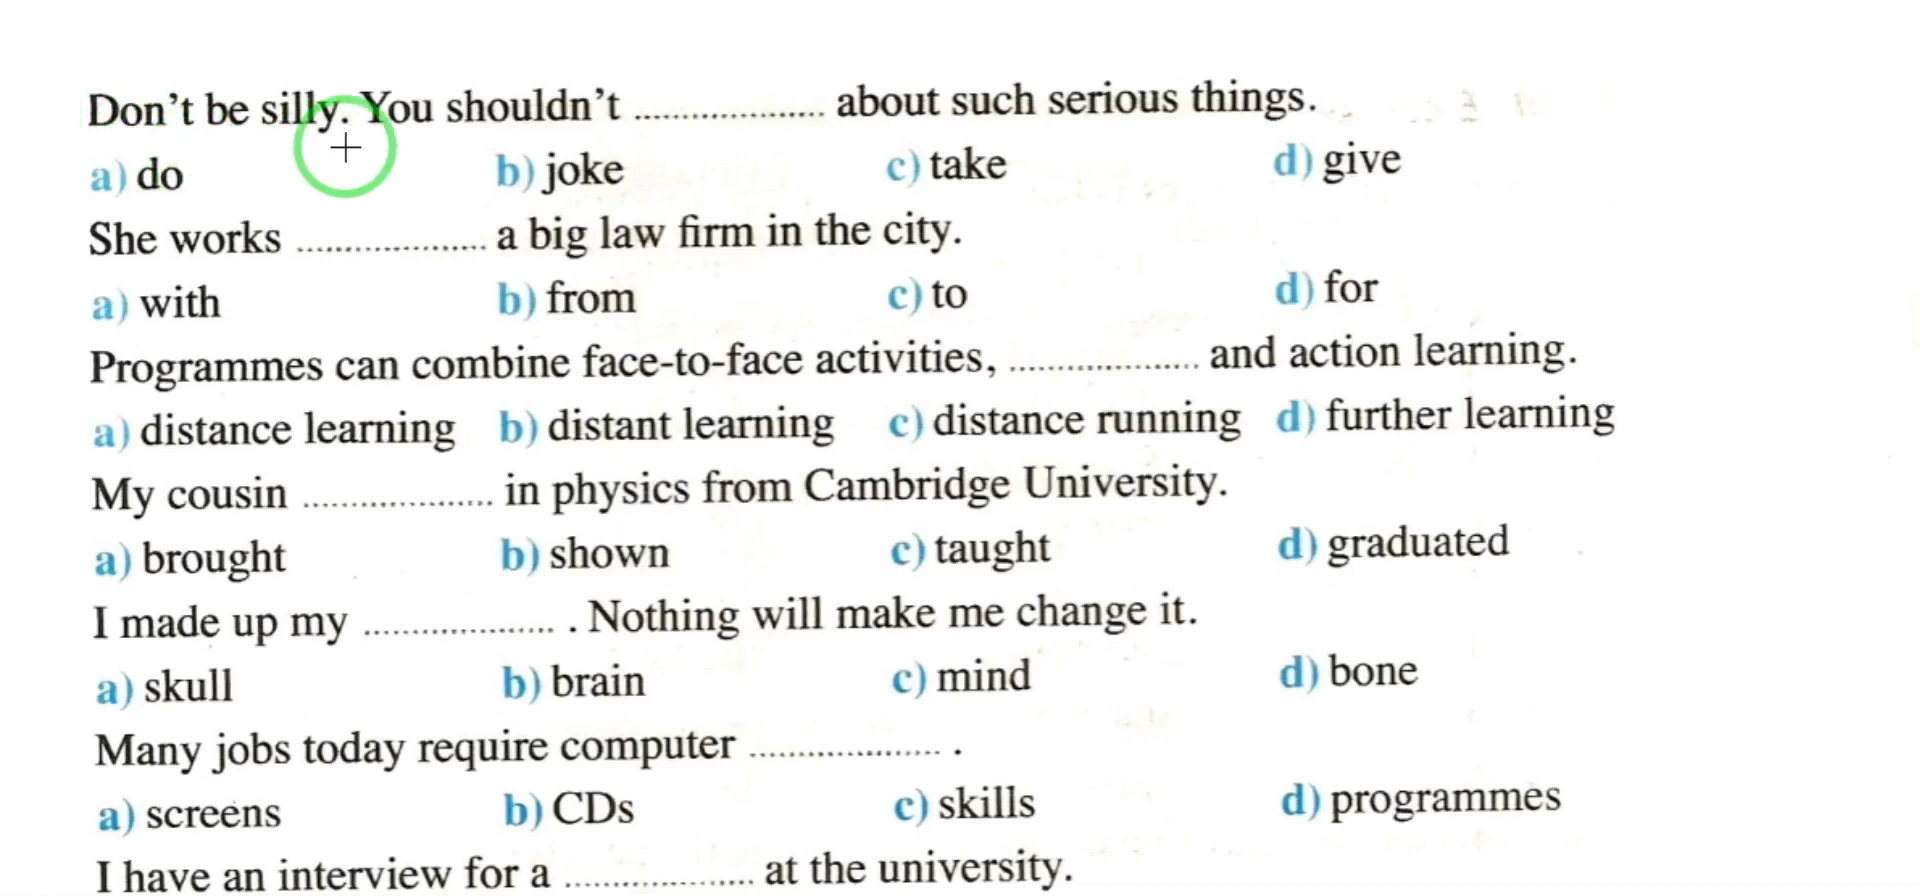 Don't be silly. You shouldn't .................... about such serious things.
a) do b) joke c) take d) give
She works .................... a big law firm in the city.
a) with b) from c) to d) for
Programmes can combine face-to-face activities, .................... and action learning.
a) distance learning b) distant learning c) distance running d) further learning
My cousin .................... in physics from Cambridge University.
a) brought b) shown c) taught d) graduated
I made up my .................... . Nothing will make me change it.
a) skull b) brain c) mind d) bone
Many jobs today require computer .................... .
a) screens b) CDs c) skills d) programmes
I have an interview for a .................... at the university.